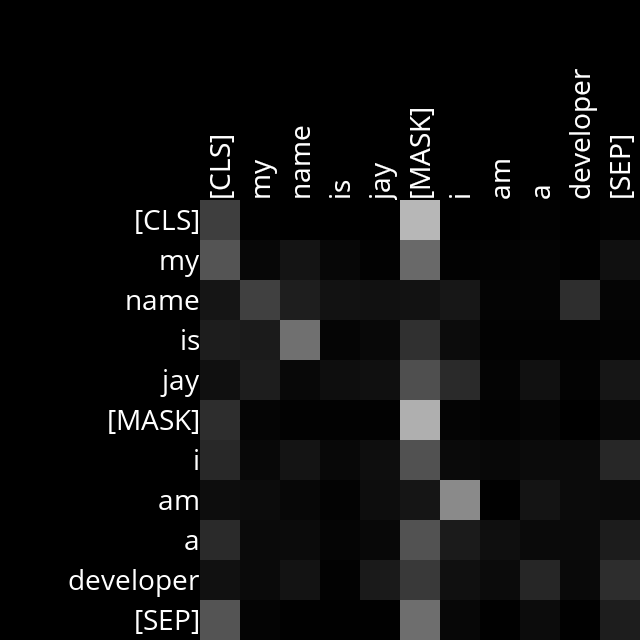 [CLS] my name is jay [MASK] i am a developer [SEP]
[CLS]
my
name
is
jay
[MASK]
i
am
a
developer
[SEP]